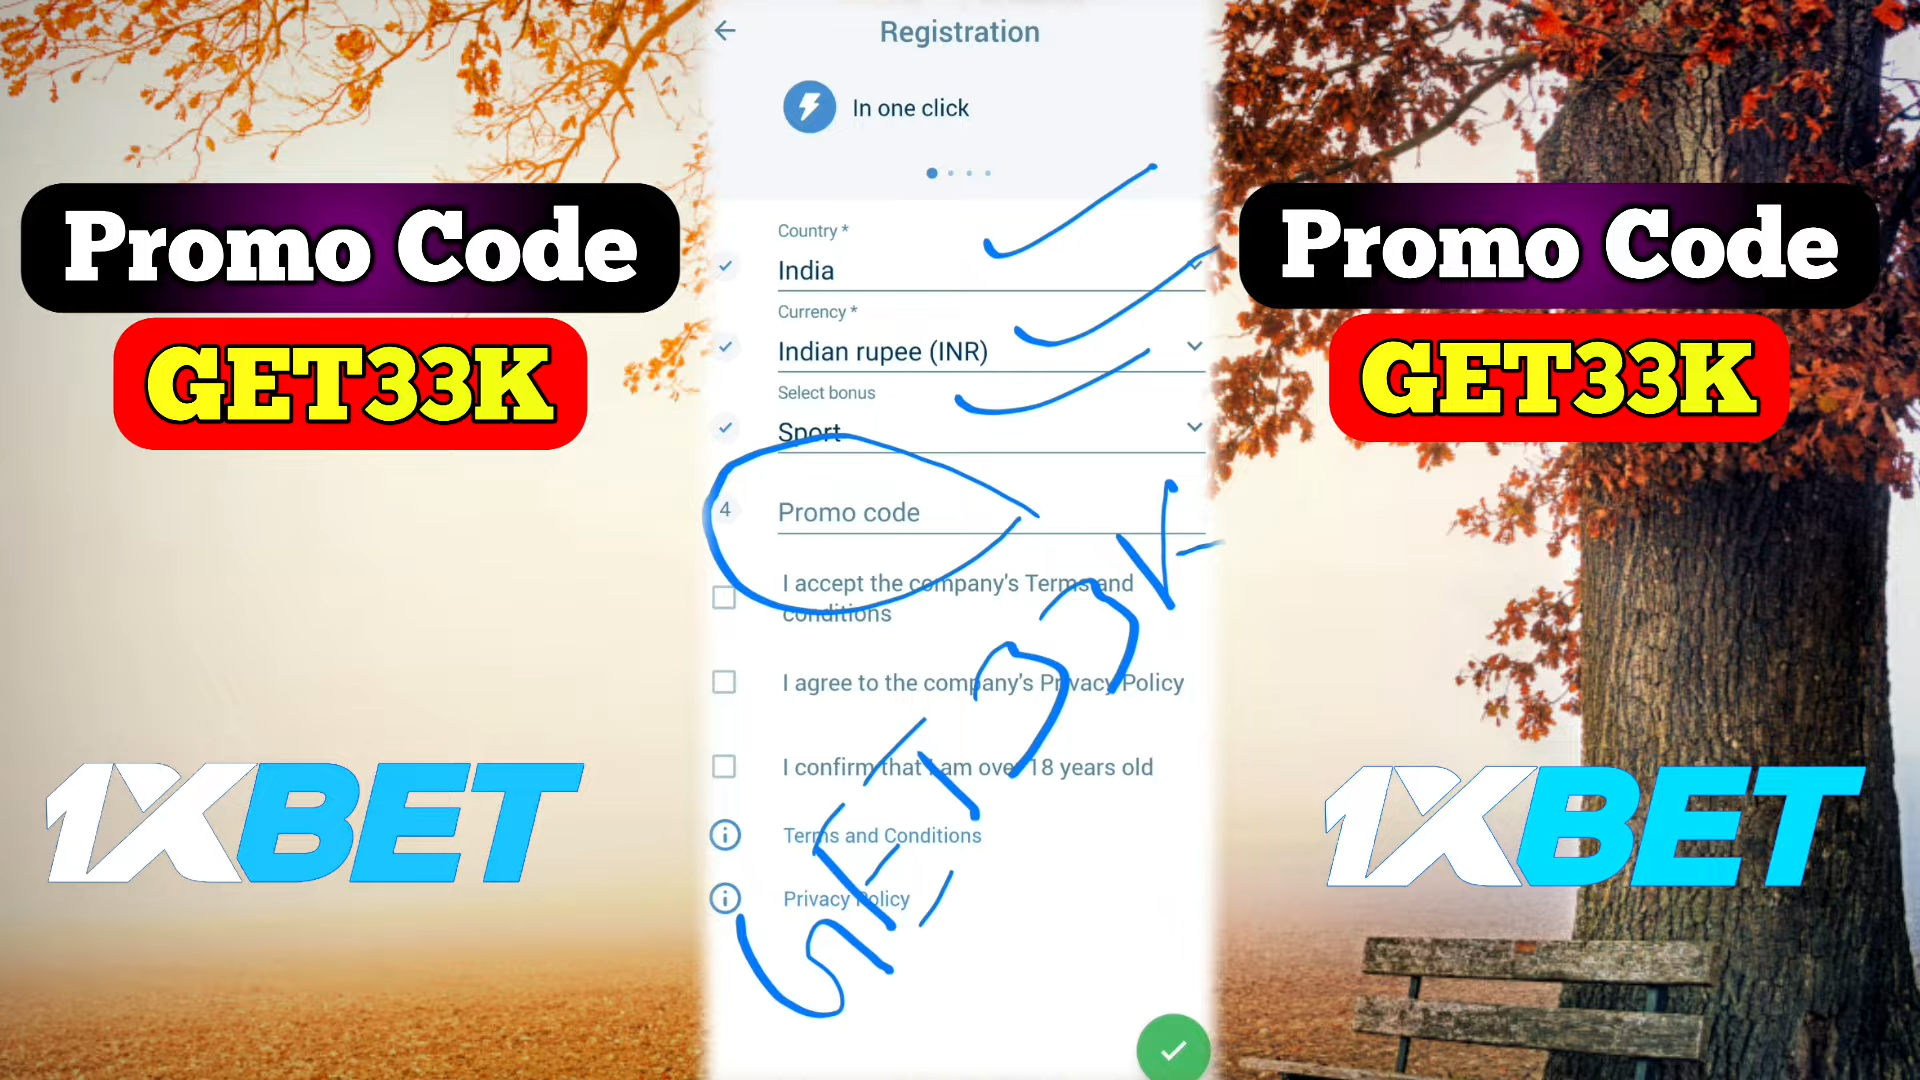 Registration
In one click
Promo Code
GET33K
Country *
India
Currency *
Indian rupee (INR)
Select bonus
Sport
4
Promo code
I accept the company's Terms and
conditions
I agree to the company's Privacy Policy
I confirm that I am over 18 years old
Terms and Conditions
Privacy Policy
GET33K
1XBET
Promo Code
GET33K
1XBET